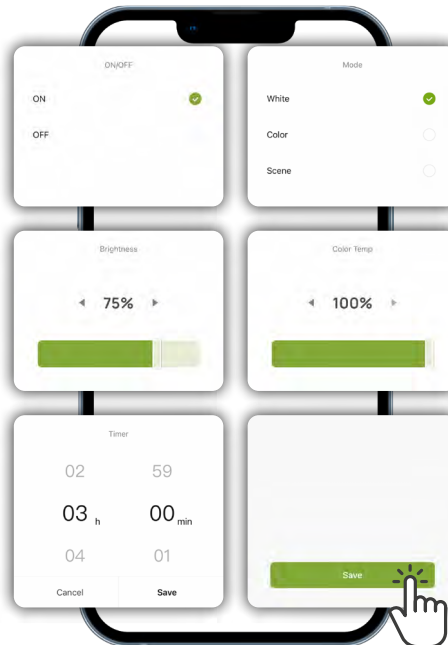 ON/OFF
ON
OFF
Mode
White
Color
Scene
Brightness
75%
Color Temp
100%
Timer
02 59
03 h 00 min
04 01
Cancel Save
Save